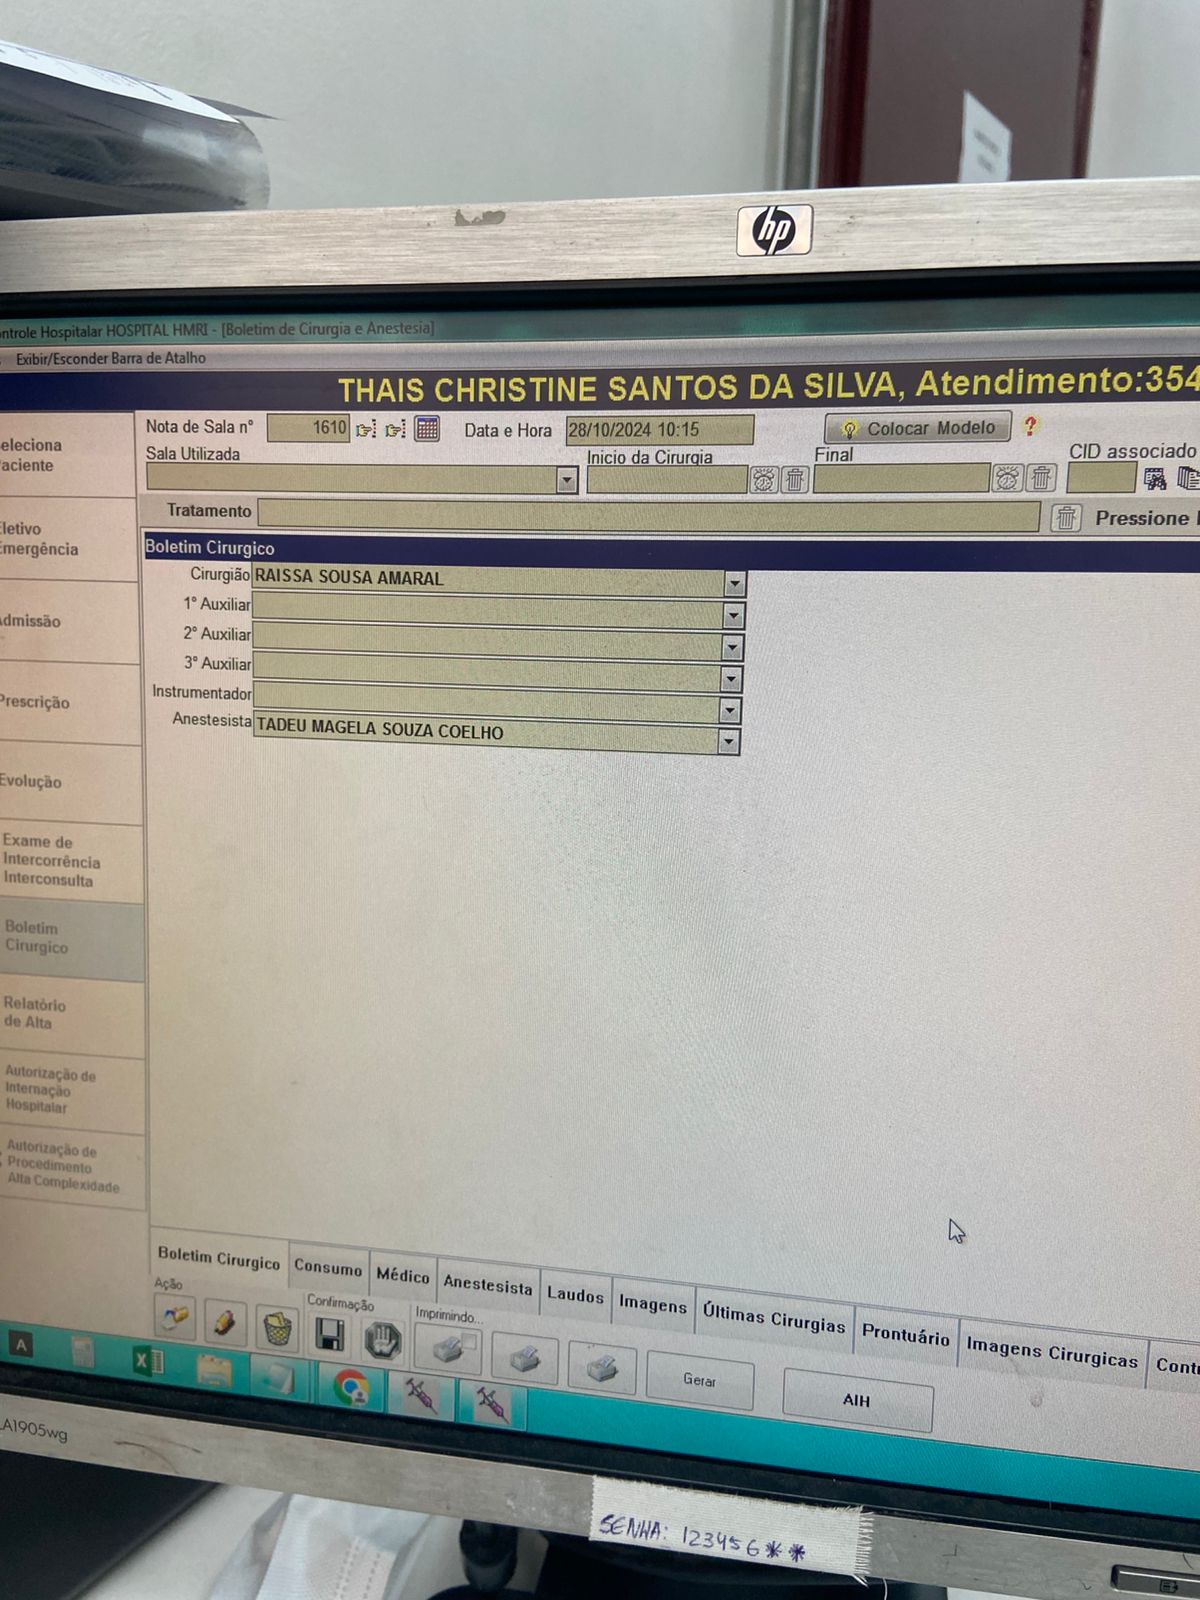 hp
ntrole Hospitalar HOSPITAL HMRI - [Boletim de Cirurgia e Anestesia]
Exibir/Esconder Barra de Atalho
THAIS CHRISTINE SANTOS DA SILVA, Atendimento:354
eleciona
aciente
Nota de Sala n° 1610 Data e Hora 28/10/2024 10:15 Colocar Modelo ?
Sala Utilizada Inicio da Cirurgia Final CID associado
Tratamento Pressione
letivo
mergência
Boletim Cirurgico
Cirurgião RAISSA SOUSA AMARAL
1° Auxiliar
2° Auxiliar
3° Auxiliar
Instrumentador
Anestesista TADEU MAGELA SOUZA COELHO
dmissão
Prescrição
Evolução
Exame de
Intercorrência
Interconsulta
Boletim
Cirurgico
Relatório
de Alta
Autorização de
Internação
Hospitalar
Autorização de
Procedimento
Alta Complexidade
Boletim Cirurgico Consumo Médico Anestesista Laudos Imagens Últimas Cirurgias Prontuário Imagens Cirurgicas Cont
Ação Confirmação Imprimindo...
Gerar AIH
A
LA1905wg
SENHA: 123456**